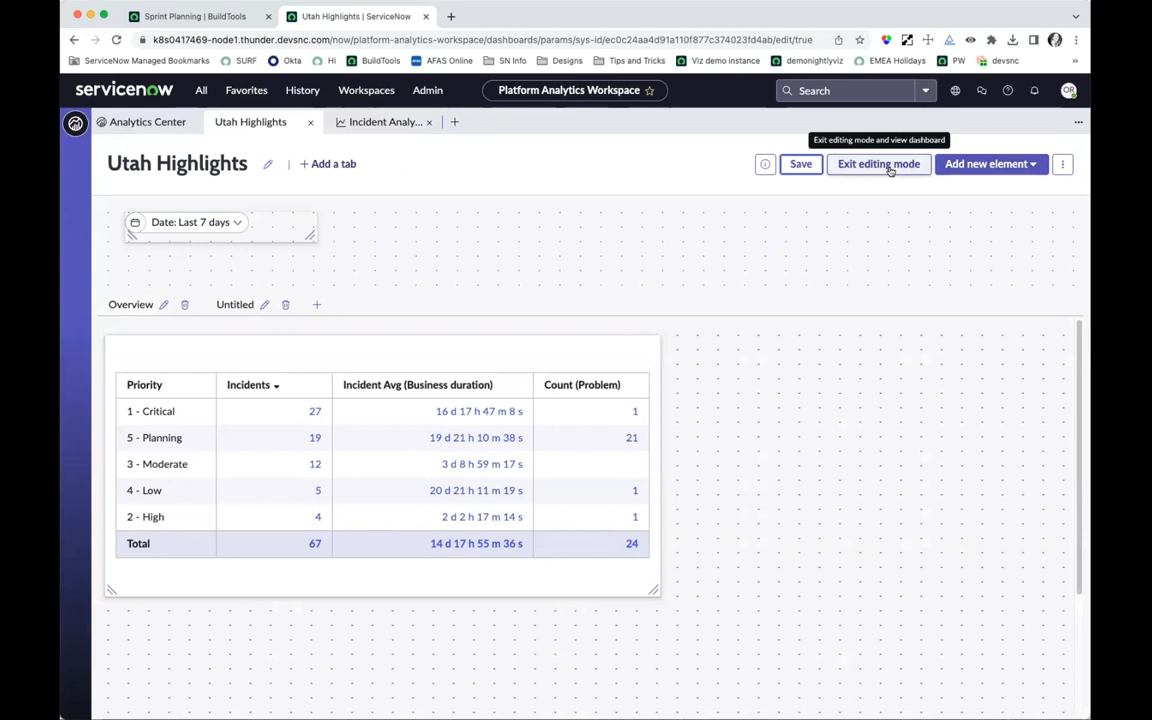 Sprint Planning | BuildTools
Utah Highlights | ServiceNow
k8s0417469-node1.thunder.devsnc.com/now/platform-analytics-workspace/dashboards/params/sys-id/ec0c24aa4d91a110f877c374023fd4ab/edit/true
ServiceNow Managed Bookmarks SURF Okta Hi BuildTools AFAS Online SN Info Designs Tips and Tricks Viz demo instance demonightlyviz EMEA Holidays PW devsnc »
servicenow All Favorites History Workspaces Admin Platform Analytics Workspace Search OR
Analytics Center Utah Highlights Incident Analy...
Exit editing mode and view dashboard
Utah Highlights + Add a tab Save Exit editing mode Add new element
Date: Last 7 days
Overview Untitled
Priority Incidents Incident Avg (Business duration) Count (Problem)
1 - Critical 27 16 d 17 h 47 m 8 s 1
5 - Planning 19 19 d 21 h 10 m 38 s 21
3 - Moderate 12 3 d 8 h 59 m 17 s
4 - Low 5 20 d 21 h 11 m 19 s 1
2 - High 4 2 d 2 h 17 m 14 s 1
Total 67 14 d 17 h 55 m 36 s 24